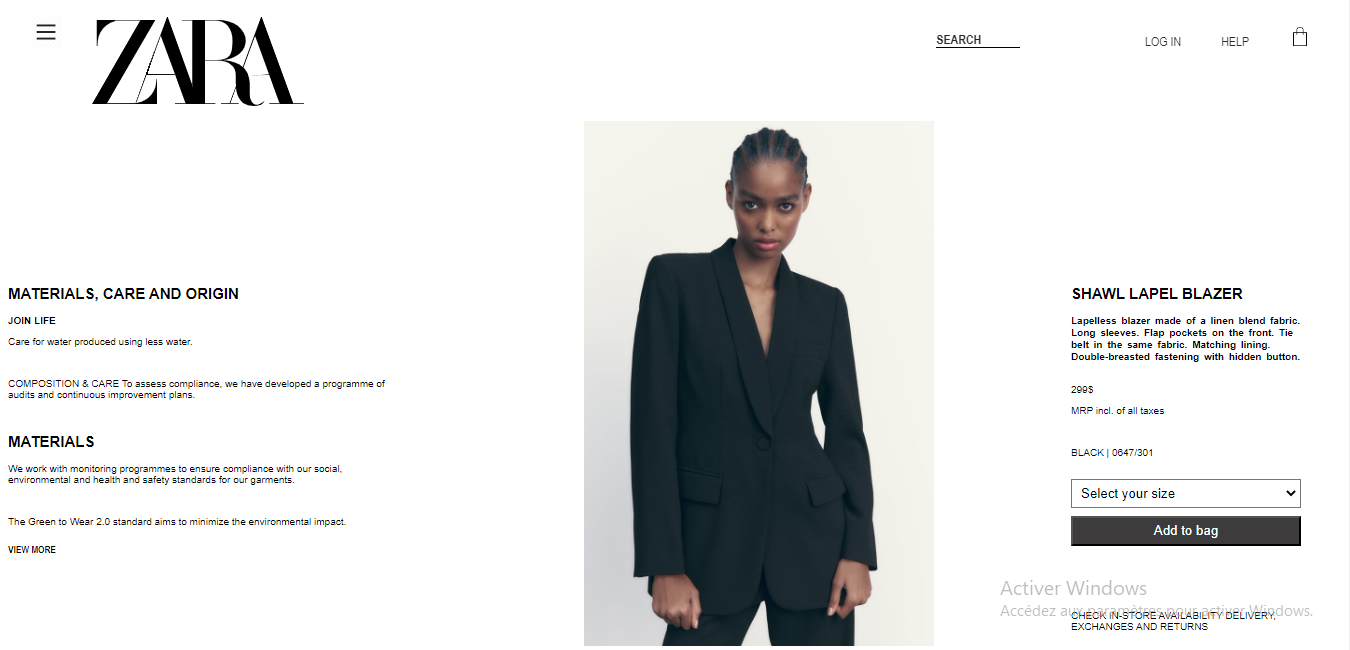 ZARA
SEARCH
LOG IN
HELP
MATERIALS, CARE AND ORIGIN
JOIN LIFE
Care for water produced using less water.
COMPOSITION & CARE To assess compliance, we have developed a programme of
audits and continuous improvement plans.
MATERIALS
We work with monitoring programmes to ensure compliance with our social,
environmental and health and safety standards for our garments.
The Green to Wear 2.0 standard aims to minimize the environmental impact.
VIEW MORE
SHAWL LAPEL BLAZER
Lapelless blazer made of a linen blend fabric.
Long sleeves. Flap pockets on the front. Tie
belt in the same fabric. Matching lining.
Double-breasted fastening with hidden button.
299$
MRP incl. of all taxes
BLACK | 0647/301
Select your size
Add to bag
Activer Windows
Accédez aux paramètres pour activer Windows.
CHECK IN-STORE AVAILABILITY DELIVERY,
EXCHANGES AND RETURNS